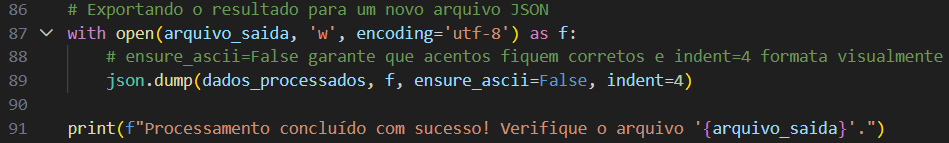 86 # Exportando o resultado para um novo arquivo JSON
87 with open(arquivo_saida, 'w', encoding='utf-8') as f:
88 # ensure_ascii=False garante que acentos fiquem corretos e indent=4 formata visualmente
89 json.dump(dados_processados, f, ensure_ascii=False, indent=4)
90
91 print(f"Processamento concluído com sucesso! Verifique o arquivo '{arquivo_saida}'.")